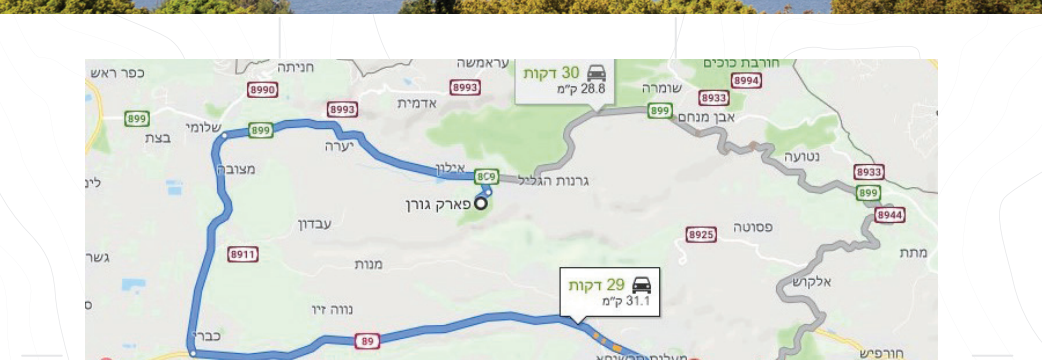 חורבת כוכים
עראמשה
חניתה
כפר ראש
30 דקות
28.8 ק״מ
8994
8993
8990
שומרה
8933
8993
אדמית
899
אבן מנחם
899
שלומי
899
בצת
יערה
נטועה
אילון
מצובה
8933
899
גרנות הגליל
899
פארק גורן
8944
עבדון
פסוטה
8925
מתת
8911
גשר
מנות
29 דקות
31.1 ק״מ
אלקוש
נווה זיו
כברי
89
חורפיש